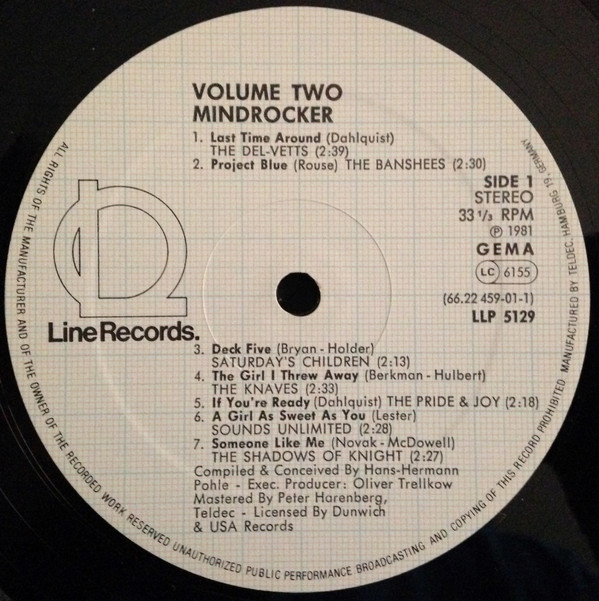 VOLUME TWO
MINDROCKER
1. Last Time Around (Dahlquist)
THE DEL-VETTS (2:39)
2. Project Blue (Rouse) THE BANSHEES (2:30)
SIDE 1
STEREO
33 1/3 RPM
Ⓟ 1981
GEMA
LC 6155
(66.22 459-01-1)
LLP 5129
Line Records.
3. Deck Five (Bryan - Holder)
SATURDAY'S CHILDREN (2:13)
4. The Girl I Threw Away (Berkman - Hulbert)
THE KNAVES (2:33)
5. If You're Ready (Dahlquist) THE PRIDE & JOY (2:18)
6. A Girl As Sweet As You (Lester)
SOUNDS UNLIMITED (2:28)
7. Someone Like Me (Novak - McDowell)
THE SHADOWS OF KNIGHT (2:27)
Compiled & Conceived By Hans-Hermann
Pohle - Exec. Producer: Oliver Trellkow
Mastered By Peter Harenberg,
Teldec - Licensed By Dunwich
& USA Records
ALL RIGHTS OF THE MANUFACTURER AND OF THE OWNER OF THE RECORDED WORK RESERVED UNAUTHORIZED PUBLIC PERFORMANCE BROADCASTING AND COPYING OF THIS RECORD PROHIBITED. MANUFACTURED BY TELDEC, HAMBURG 19, GERMANY